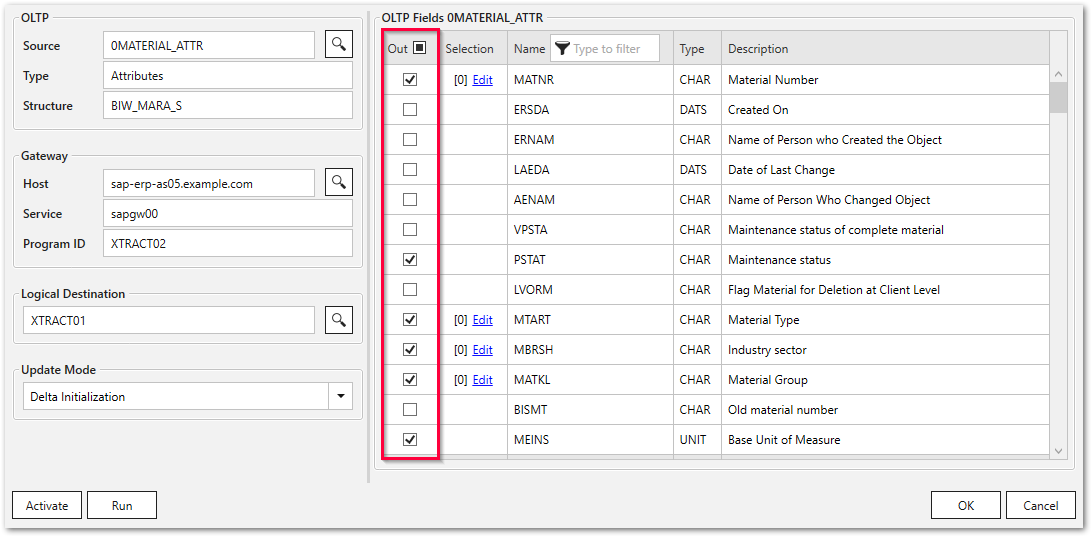 OLTP
Source 0MATERIAL_ATTR
Type Attributes
Structure BIW_MARA_S
Gateway
Host sap-erp-as05.example.com
Service sapgw00
Program ID XTRACT02
Logical Destination
XTRACT01
Update Mode
Delta Initialization
OLTP Fields 0MATERIAL_ATTR
Out Selection Name Type to filter Type Description
[0] Edit MATNR CHAR Material Number
ERSDA DATS Created On
ERNAM CHAR Name of Person who Created the Object
LAEDA DATS Date of Last Change
AENAM CHAR Name of Person Who Changed Object
VPSTA CHAR Maintenance status of complete material
PSTAT CHAR Maintenance status
LVORM CHAR Flag Material for Deletion at Client Level
[0] Edit MTART CHAR Material Type
[0] Edit MBRSH CHAR Industry sector
[0] Edit MATKL CHAR Material Group
BISMT CHAR Old material number
MEINS UNIT Base Unit of Measure
Activate Run OK Cancel